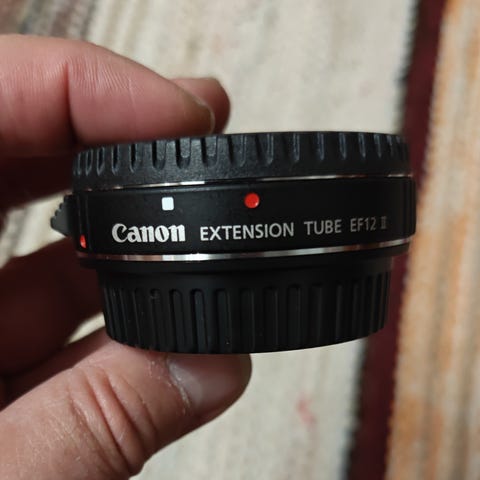 Canon EXTENSION TUBE EF12 II